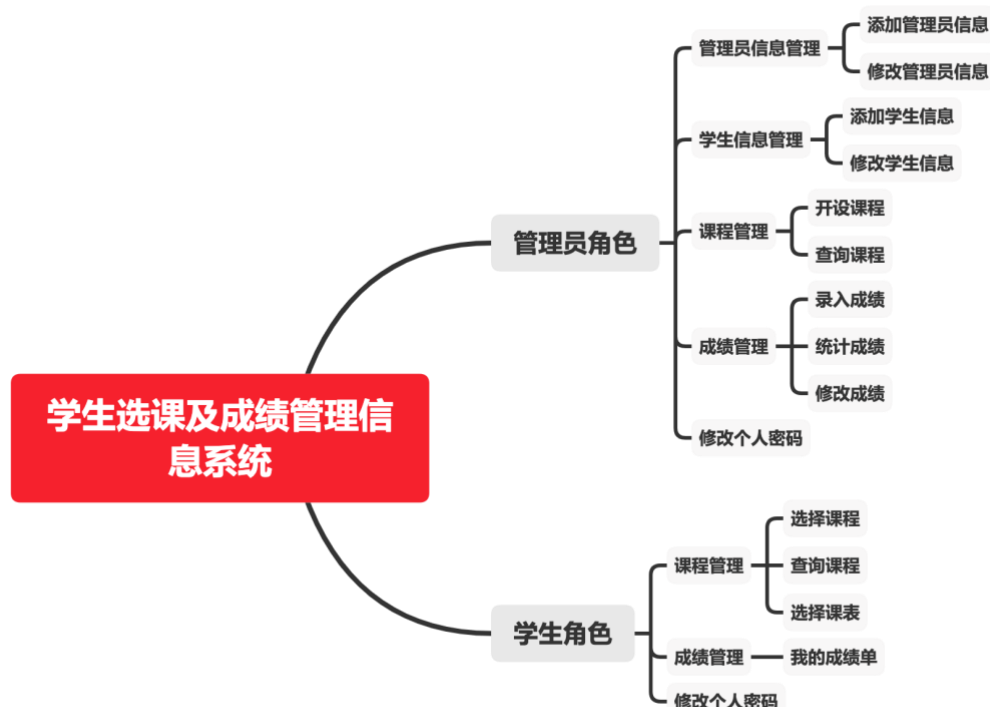 学生选课及成绩管理信
息系统
管理员角色
管理员信息管理
添加管理员信息
修改管理员信息
学生信息管理
添加学生信息
修改学生信息
课程管理
开设课程
查询课程
成绩管理
录入成绩
统计成绩
修改成绩
修改个人密码
学生角色
课程管理
选择课程
查询课程
选择课表
成绩管理
我的成绩单
修改个人密码